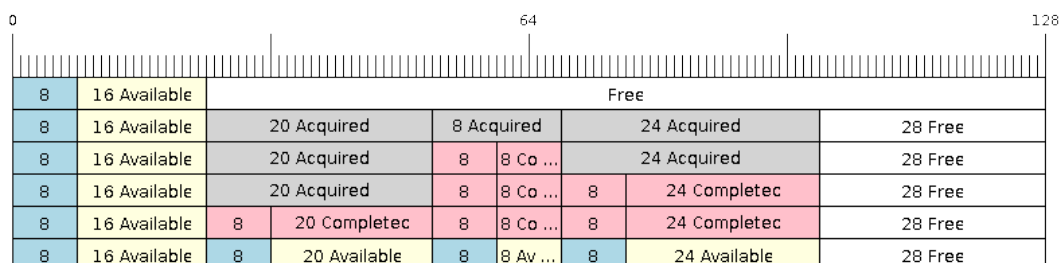 0 64 128
8 16 Available Free
8 16 Available 20 Acquired 8 Acquired 24 Acquired 28 Free
8 16 Available 20 Acquired 8 8 Co ... 24 Acquired 28 Free
8 16 Available 20 Acquired 8 8 Co ... 8 24 Completed 28 Free
8 16 Available 8 20 Completed 8 8 Co ... 8 24 Completed 28 Free
8 16 Available 8 20 Available 8 8 Av ... 8 24 Available 28 Free